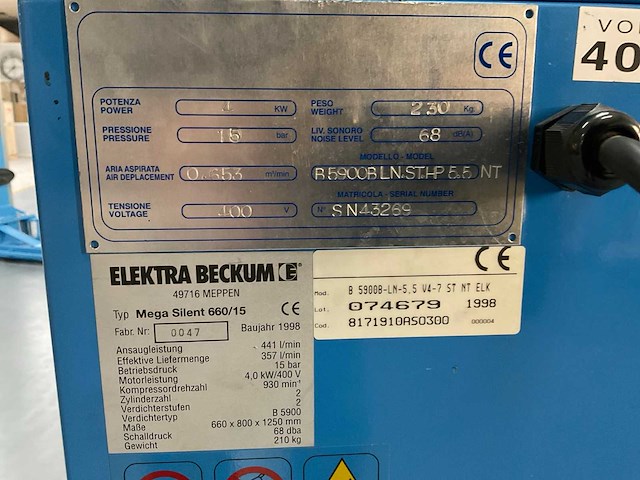 VOL
40
CE
POTENZA
POWER
4 KW
PESO
WEIGHT
230 Kg
PRESSIONE
PRESSURE
15 bar
LIV. SONORO
NOISE LEVEL
68 dB(A)
ARIA ASPIRATA
AIR DEPLACEMENT
0.653 m³/min
MODELLO - MODEL
B5900B LN.ST.HP 5.5 NT
TENSIONE
VOLTAGE
400 V
MATRICOLA - SERIAL NUMBER
N° SN43269
ELEKTRA BECKUM E
49716 MEPPEN
Typ Mega Silent 660/15 CE
Fabr. Nr: 0047 Baujahr 1998
Ansaugleistung 441 l/min
Effektive Liefermenge 357 l/min
Betriebsdruck 15 bar
Motorleistung 4,0 kW/400 V
Kompressordrehzahl 930 min⁻¹
Zylinderzahl 2
Verdichterstufen 2
Verdichtertyp B 5900
Maße 660 x 800 x 1250 mm
Schalldruck 68 dba
Gewicht 210 kg
CE
Mod. B 5900B-LN-5,5 V4-7 ST NT ELK
Lot: 074679 1998
Cod. 8171910AS0300 000004